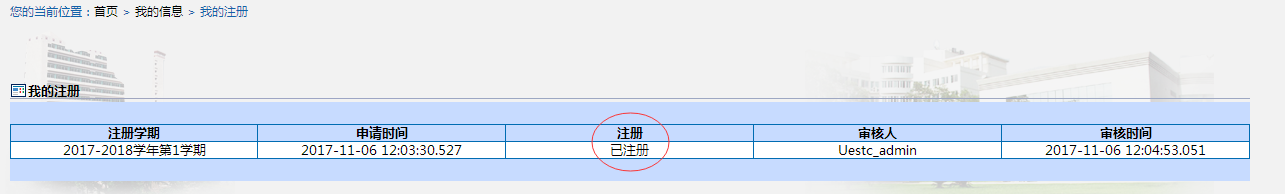 您的当前位置：首页 > 我的信息 > 我的注册
我的注册
注册学期 申请时间 注册 审核人 审核时间
2017-2018学年第1学期 2017-11-06 12:03:30.527 已注册 Uestc_admin 2017-11-06 12:04:53.051